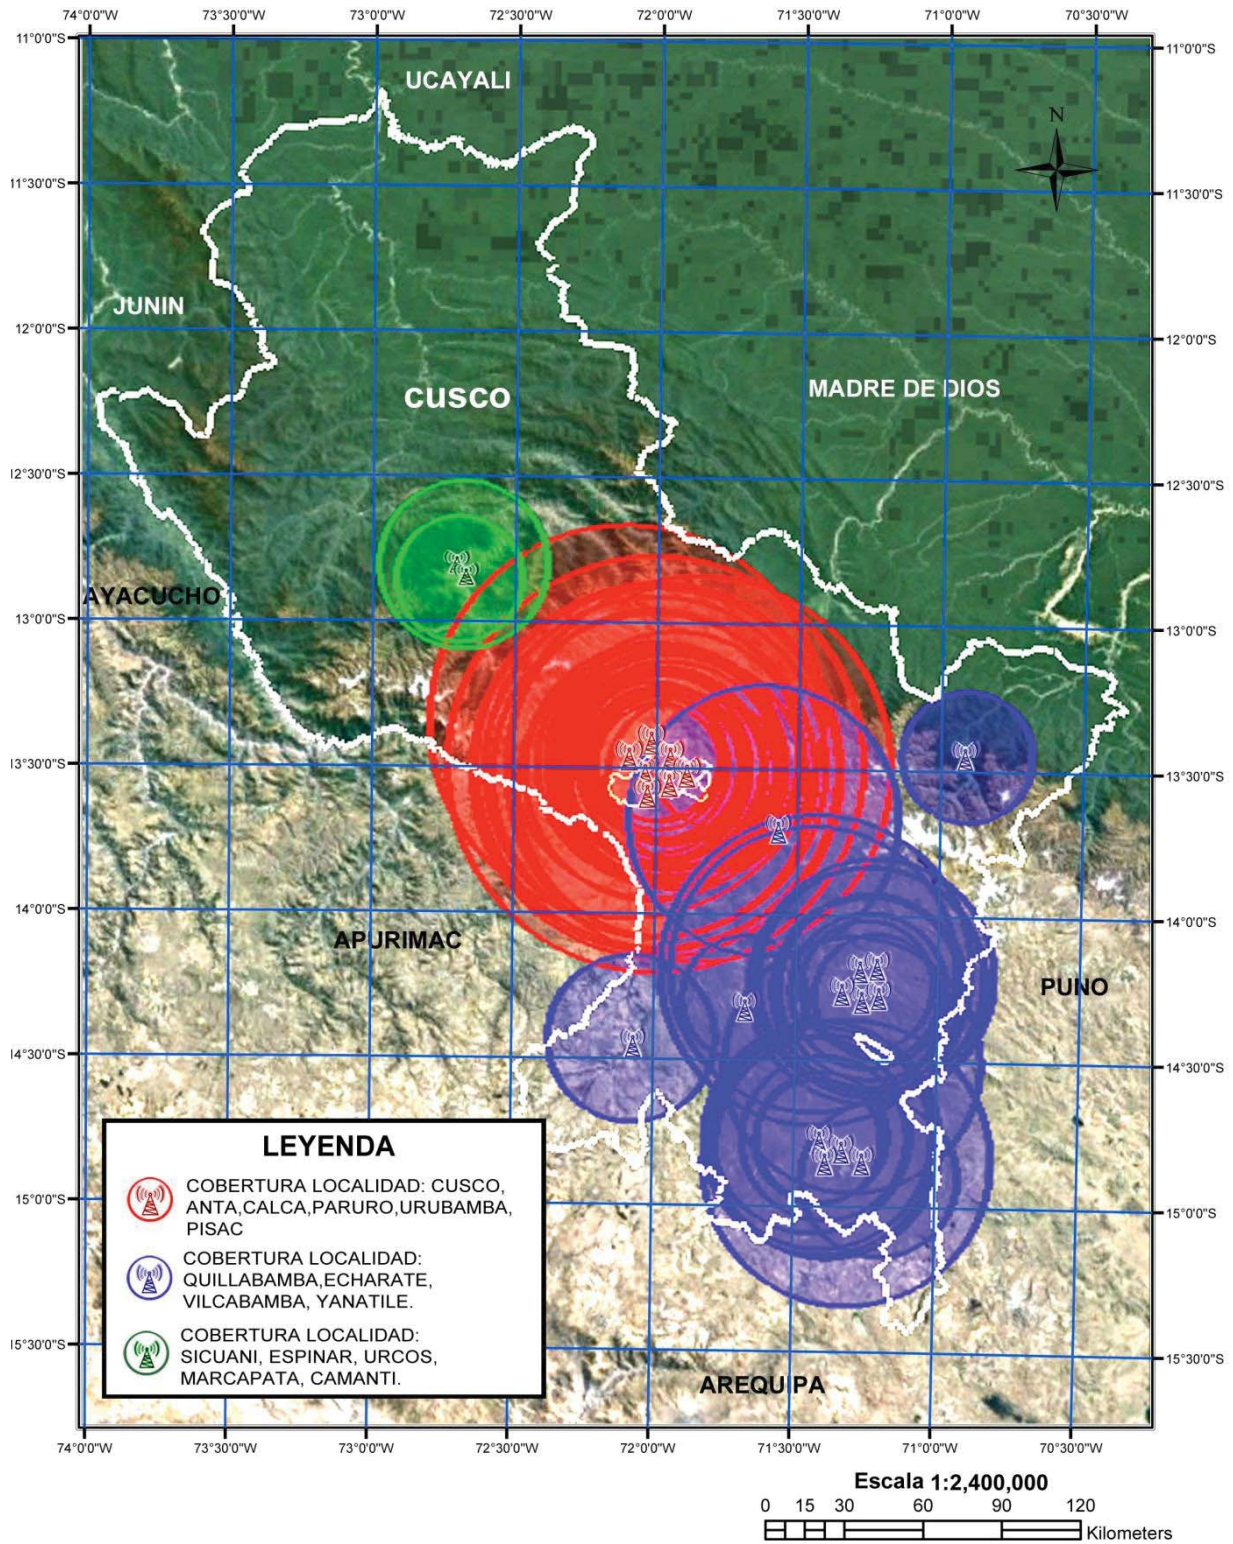 74°0'0"W 73°30'0"W 73°0'0"W 72°30'0"W 72°0'0"W 71°30'0"W 71°0'0"W 70°30'0"W
11°0'0"S 11°0'0"S
UCAYALI
N
11°30'0"S 11°30'0"S
JUNIN
12°0'0"S 12°0'0"S
CUSCO
MADRE DE DIOS
12°30'0"S 12°30'0"S
AYACUCHO
13°0'0"S 13°0'0"S
13°30'0"S 13°30'0"S
14°0'0"S 14°0'0"S
APURIMAC
PUNO
14°30'0"S 14°30'0"S
LEYENDA
COBERTURA LOCALIDAD: CUSCO,
ANTA,CALCA,PARURO,URUBAMBA,
PISAC
15°0'0"S 15°0'0"S
COBERTURA LOCALIDAD:
QUILLABAMBA,ECHARATE,
VILCABAMBA, YANATILE.
COBERTURA LOCALIDAD:
SICUANI, ESPINAR, URCOS,
MARCAPATA, CAMANTI.
15°30'0"S 15°30'0"S
AREQUIPA
74°0'0"W 73°30'0"W 73°0'0"W 72°30'0"W 72°0'0"W 71°30'0"W 71°0'0"W 70°30'0"W
Escala 1:2,400,000
0 15 30 60 90 120
Kilometers